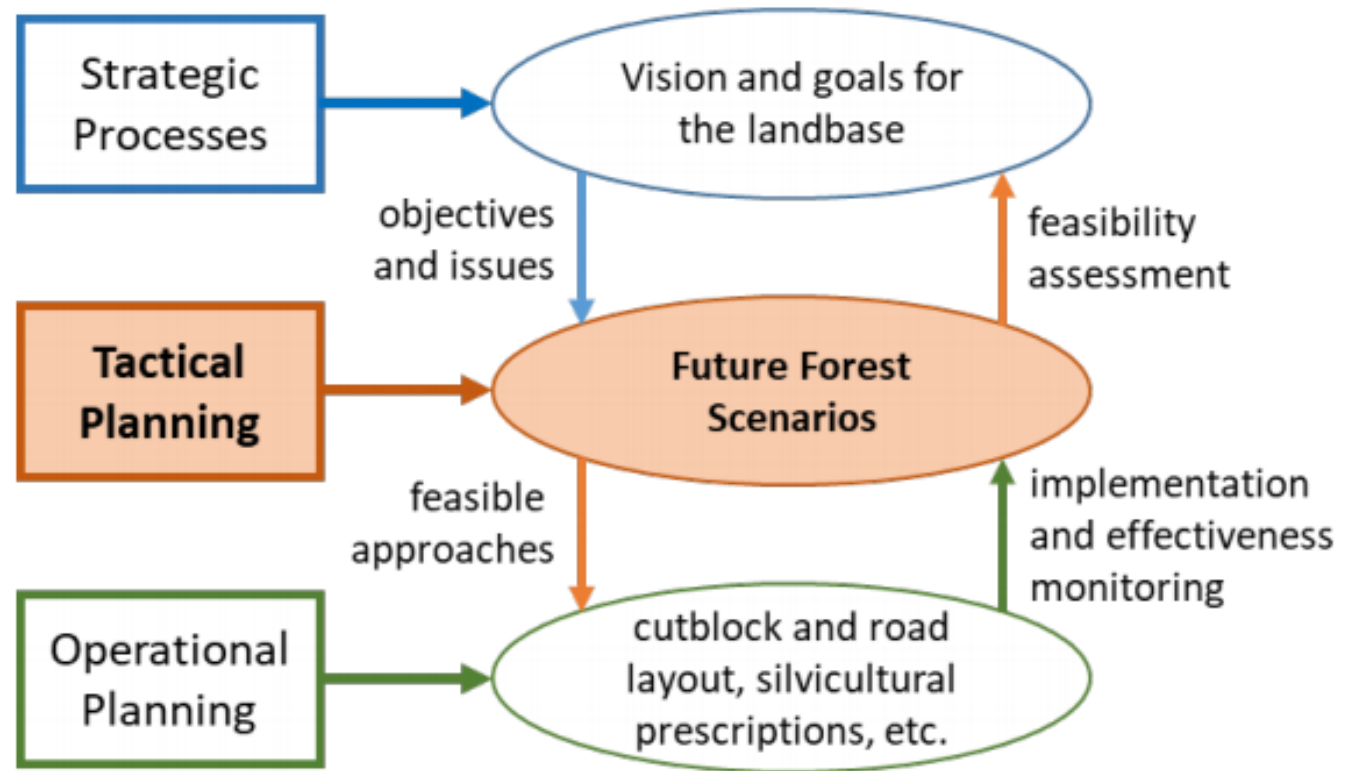 Strategic
Processes
Vision and goals for
the landbase
objectives
and issues
feasibility
assessment
Tactical
Planning
Future Forest
Scenarios
feasible
approaches
implementation
and effectiveness
monitoring
Operational
Planning
cutblock and road
layout, silvicultural
prescriptions, etc.